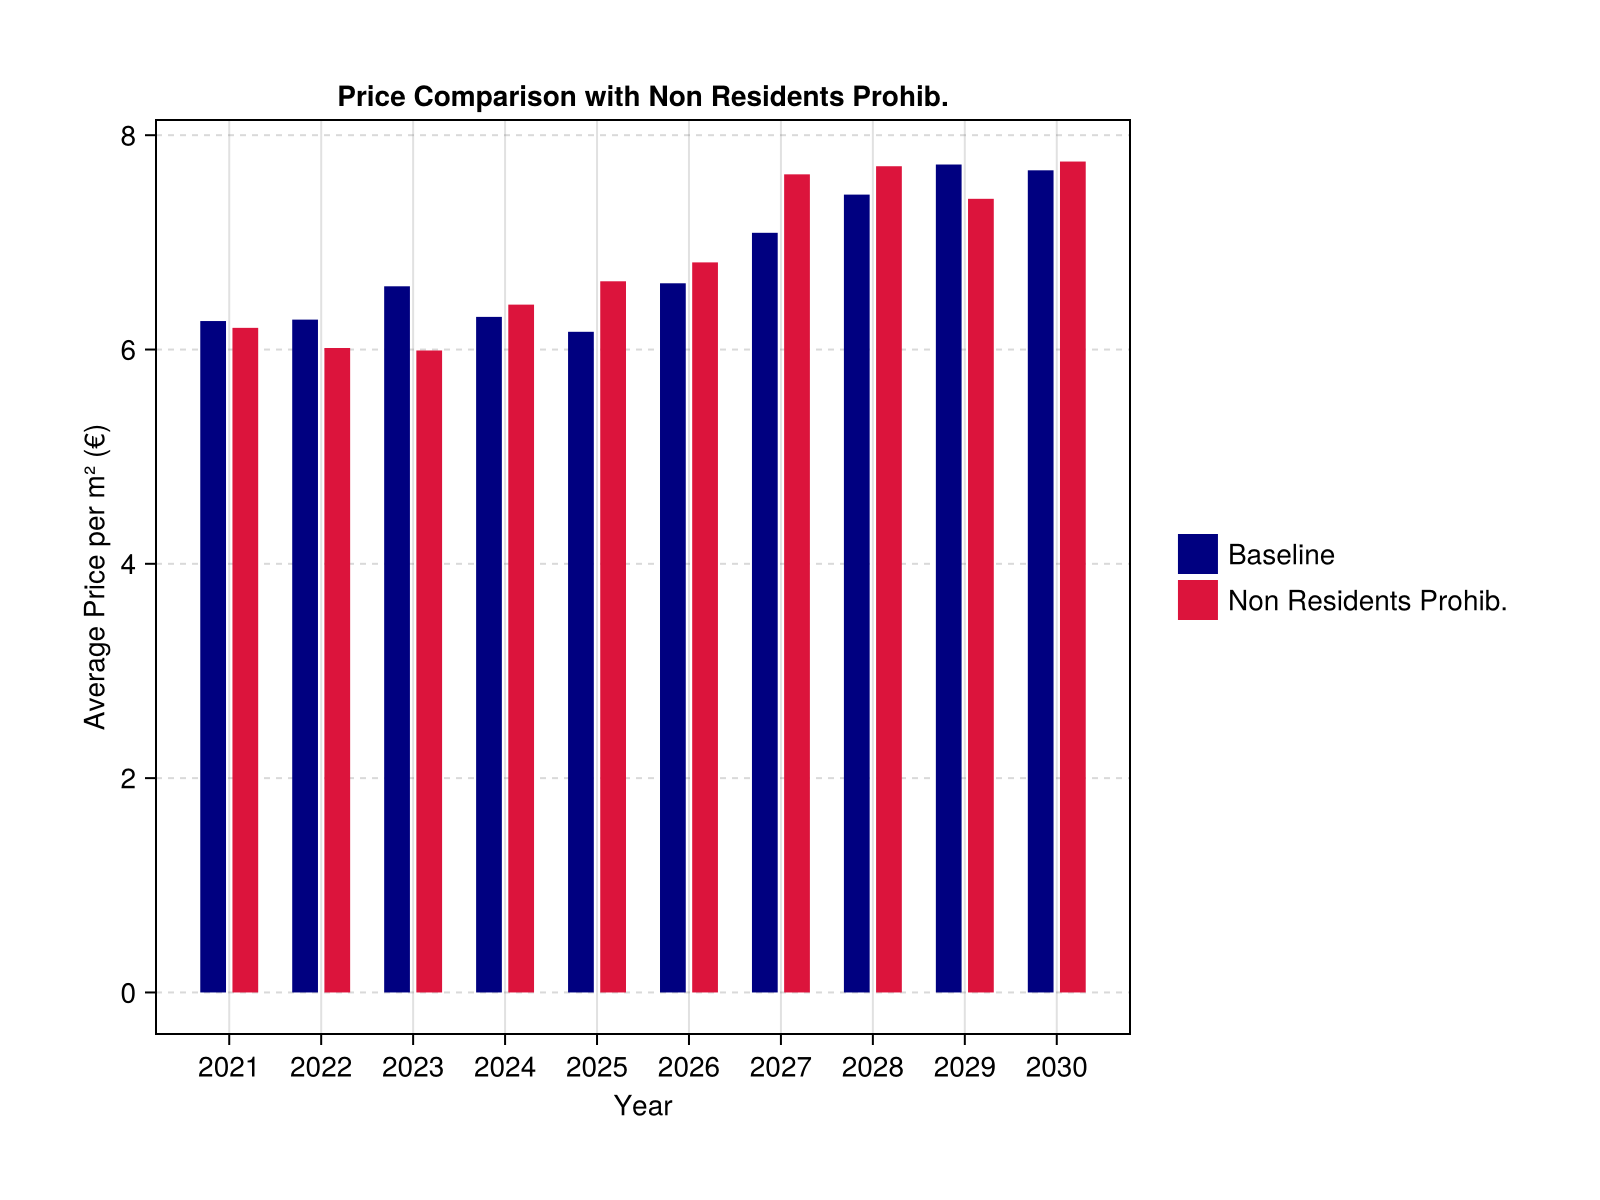 Price Comparison with Non Residents Prohib.
8
6
4
2
0
Average Price per m² (€)
2021 2022 2023 2024 2025 2026 2027 2028 2029 2030
Year
Baseline
Non Residents Prohib.